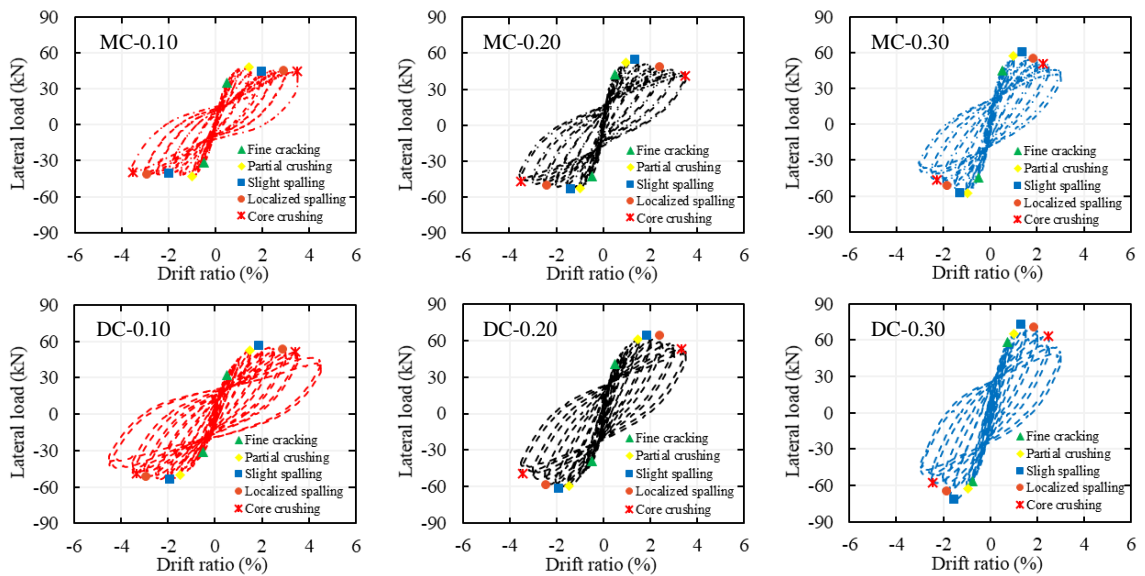 MC-0.10
Lateral load (kN)
90
60
30
0
-30
-60
-90
Fine cracking
Partial crushing
Slight spalling
Localized spalling
Core crushing
-6 -4 -2 0 2 4 6
Drift ratio (%)
MC-0.20
Lateral load (kN)
90
60
30
0
-30
-60
-90
Fine cracking
Partial crushing
Slight spalling
Localized spalling
Core crushing
-6 -4 -2 0 2 4 6
Drift ratio (%)
MC-0.30
Lateral load (kN)
90
60
30
0
-30
-60
-90
Fine cracking
Partial crushing
Slight spalling
Localized spalling
Core crushing
-6 -4 -2 0 2 4 6
Drift ratio (%)
DC-0.10
Lateral load (kN)
90
60
30
0
-30
-60
-90
Fine cracking
Partial crushing
Slight spalling
Localized spalling
Core crushing
-6 -4 -2 0 2 4 6
Drift ratio (%)
DC-0.20
Lateral load (kN)
90
60
30
0
-30
-60
-90
Fine cracking
Partial crushing
Slight spalling
Localized spalling
Core crushing
-6 -4 -2 0 2 4 6
Drift ratio (%)
DC-0.30
Lateral load (kN)
90
60
30
0
-30
-60
-90
Fine cracking
Partial crushing
Sligh spalling
Localized spalling
Core crushing
-6 -4 -2 0 2 4 6
Drift ratio (%)